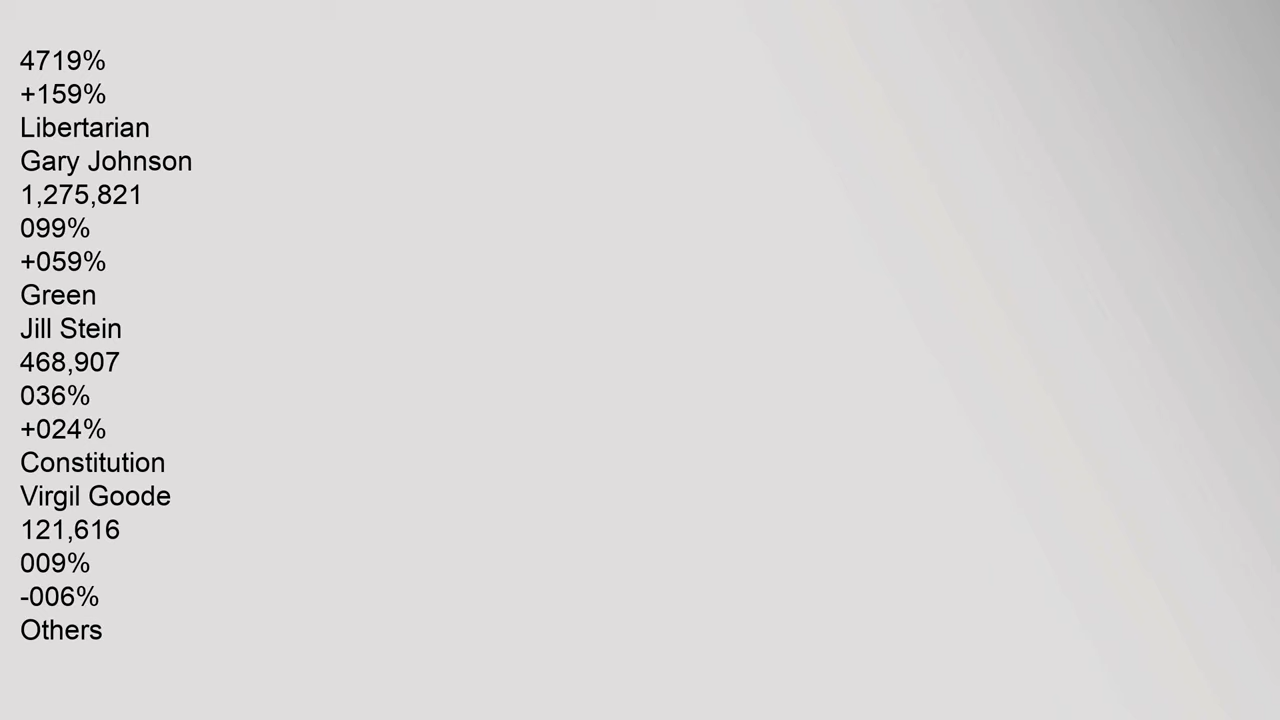 4719%
+159%
Libertarian
Gary Johnson
1,275,821
099%
+059%
Green
Jill Stein
468,907
036%
+024%
Constitution
Virgil Goode
121,616
009%
-006%
Others